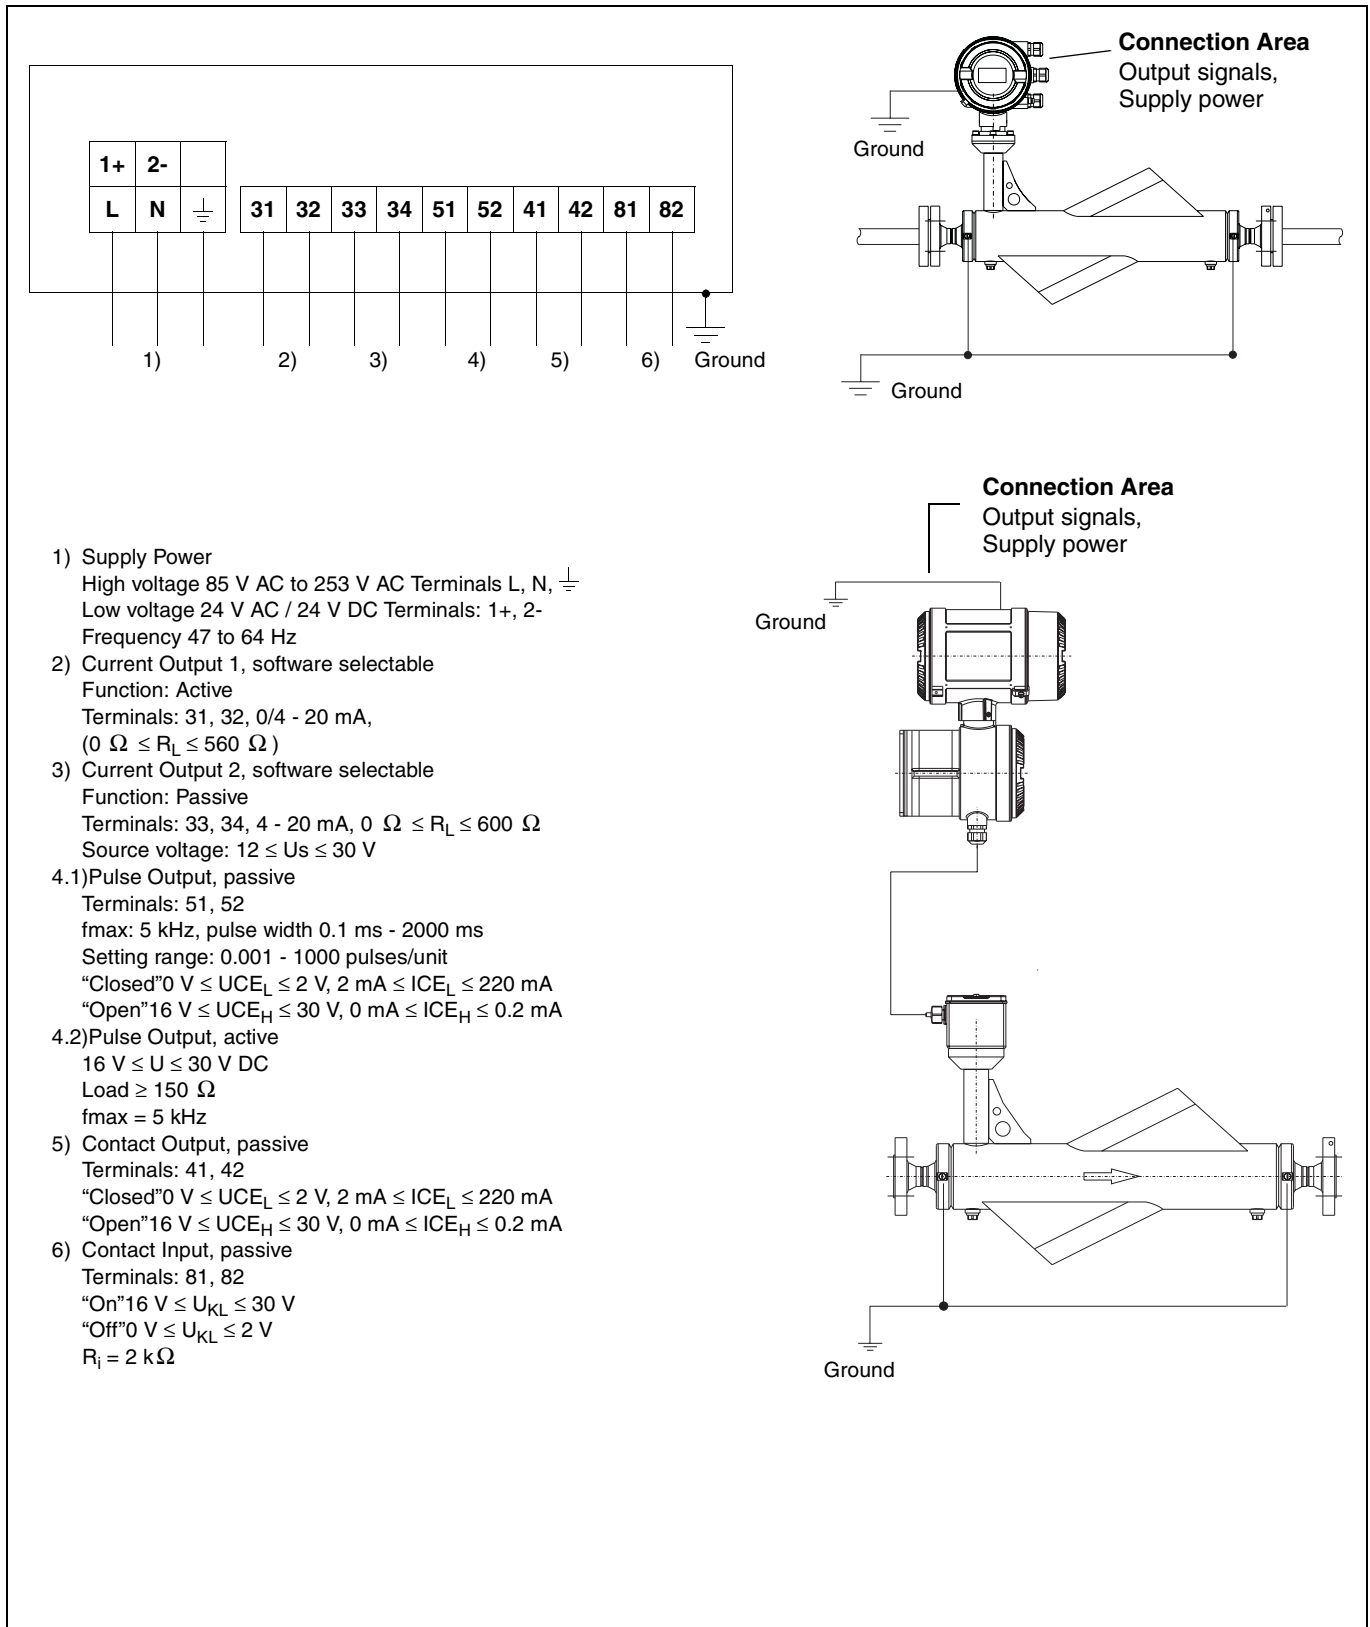 Connection Area
Output signals,
Supply power
Ground
1+ 2-
L N 31 32 33 34 51 52 41 42 81 82
1) 2) 3) 4) 5) 6) Ground
Ground
Connection Area
Output signals,
Supply power
Ground
1) Supply Power
High voltage 85 V AC to 253 V AC Terminals L, N, ⏚
Low voltage 24 V AC / 24 V DC Terminals: 1+, 2-
Frequency 47 to 64 Hz
2) Current Output 1, software selectable
Function: Active
Terminals: 31, 32, 0/4 - 20 mA,
(0 Ω ≤ RL ≤ 560 Ω )
3) Current Output 2, software selectable
Function: Passive
Terminals: 33, 34, 4 - 20 mA, 0 Ω ≤ RL ≤ 600 Ω
Source voltage: 12 ≤ Us ≤ 30 V
4.1)Pulse Output, passive
Terminals: 51, 52
fmax: 5 kHz, pulse width 0.1 ms - 2000 ms
Setting range: 0.001 - 1000 pulses/unit
“Closed”0 V ≤ UCEL ≤ 2 V, 2 mA ≤ ICEL ≤ 220 mA
“Open”16 V ≤ UCEH ≤ 30 V, 0 mA ≤ ICEH ≤ 0.2 mA
4.2)Pulse Output, active
16 V ≤ U ≤ 30 V DC
Load ≥ 150 Ω
fmax = 5 kHz
5) Contact Output, passive
Terminals: 41, 42
“Closed”0 V ≤ UCEL ≤ 2 V, 2 mA ≤ ICEL ≤ 220 mA
“Open”16 V ≤ UCEH ≤ 30 V, 0 mA ≤ ICEH ≤ 0.2 mA
6) Contact Input, passive
Terminals: 81, 82
“On”16 V ≤ UKL ≤ 30 V
“Off”0 V ≤ UKL ≤ 2 V
Ri = 2 kΩ
Ground